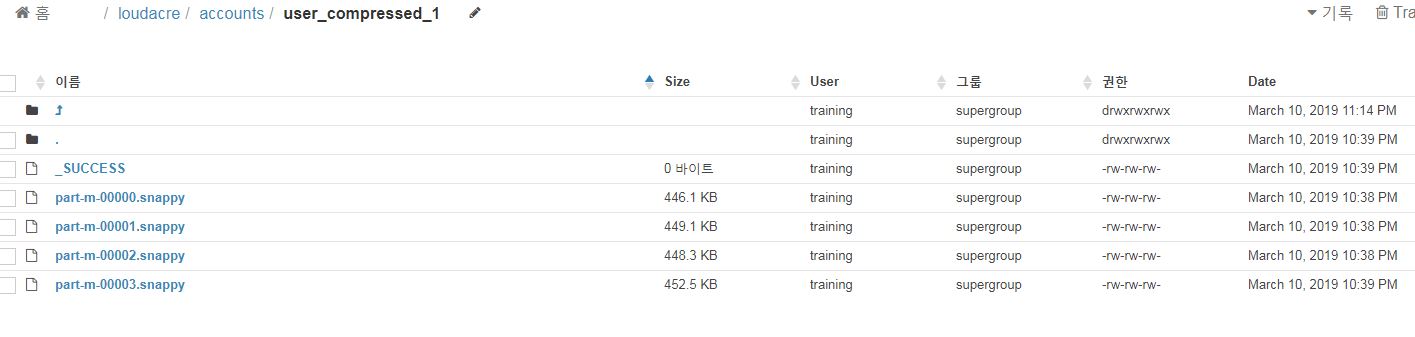 홈 / loudacre / accounts / user_compressed_1 기록 Tra
이름 Size User 그룹 권한 Date
training supergroup drwxrwxrwx March 10, 2019 11:14 PM
. training supergroup drwxrwxrwx March 10, 2019 10:39 PM
_SUCCESS 0 바이트 training supergroup -rw-rw-rw- March 10, 2019 10:39 PM
part-m-00000.snappy 446.1 KB training supergroup -rw-rw-rw- March 10, 2019 10:38 PM
part-m-00001.snappy 449.1 KB training supergroup -rw-rw-rw- March 10, 2019 10:38 PM
part-m-00002.snappy 448.3 KB training supergroup -rw-rw-rw- March 10, 2019 10:38 PM
part-m-00003.snappy 452.5 KB training supergroup -rw-rw-rw- March 10, 2019 10:39 PM